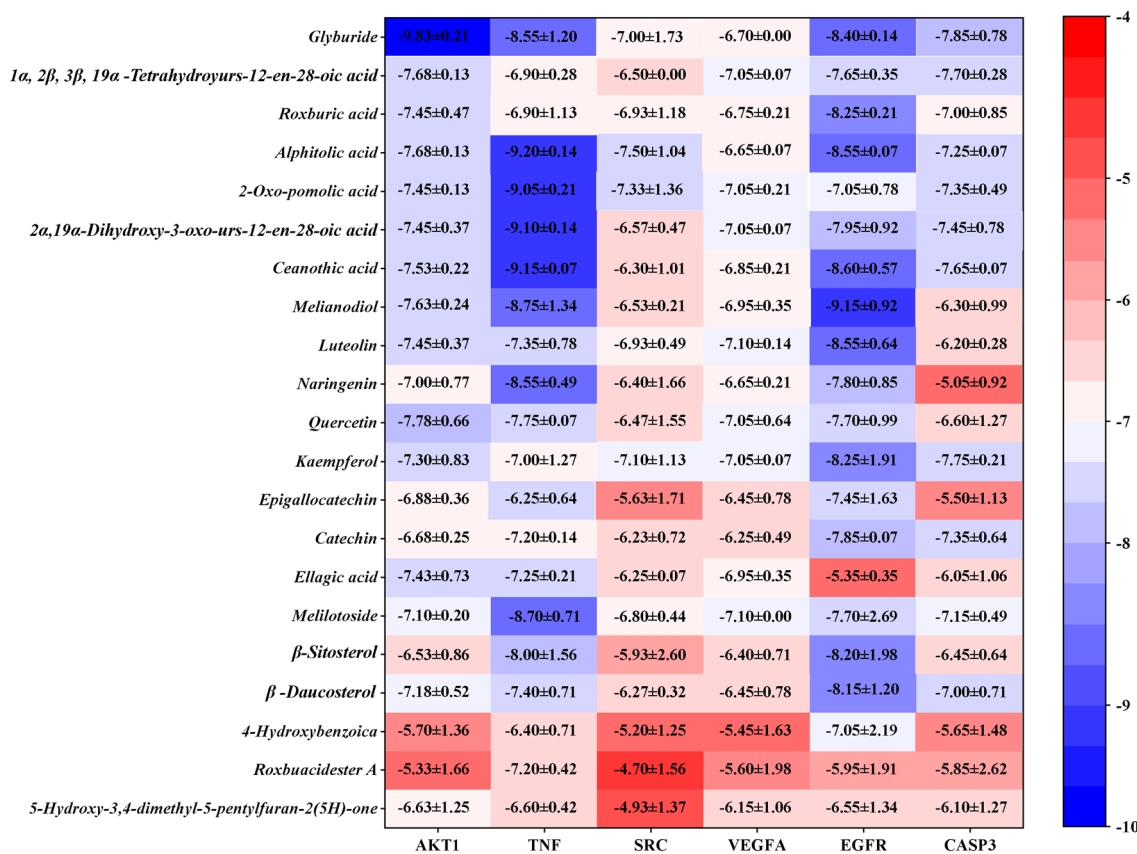 Glyburide -9.83±0.21 -8.55±1.20 -7.00±1.73 -6.70±0.00 -8.40±0.14 -7.85±0.78
1α, 2β, 3β, 19α -Tetrahydroyurs-12-en-28-oic acid -7.68±0.13 -6.90±0.28 -6.50±0.00 -7.05±0.07 -7.65±0.35 -7.70±0.28
Roxburic acid -7.45±0.47 -6.90±1.13 -6.93±1.18 -6.75±0.21 -8.25±0.21 -7.00±0.85
Alphitolic acid -7.68±0.13 -9.20±0.14 -7.50±1.04 -6.65±0.07 -8.55±0.07 -7.25±0.07
2-Oxo-pomolic acid -7.45±0.13 -9.05±0.21 -7.33±1.36 -7.05±0.21 -7.05±0.78 -7.35±0.49
2α,19α-Dihydroxy-3-oxo-urs-12-en-28-oic acid -7.45±0.37 -9.10±0.14 -6.57±0.47 -7.05±0.07 -7.95±0.92 -7.45±0.78
Ceanothic acid -7.53±0.22 -9.15±0.07 -6.30±1.01 -6.85±0.21 -8.60±0.57 -7.65±0.07
Melianodiol -7.63±0.24 -8.75±1.34 -6.53±0.21 -6.95±0.35 -9.15±0.92 -6.30±0.99
Luteolin -7.45±0.37 -7.35±0.78 -6.93±0.49 -7.10±0.14 -8.55±0.64 -6.20±0.28
Naringenin -7.00±0.77 -8.55±0.49 -6.40±1.66 -6.65±0.21 -7.80±0.85 -5.05±0.92
Quercetin -7.78±0.66 -7.75±0.07 -6.47±1.55 -7.05±0.64 -7.70±0.99 -6.60±1.27
Kaempferol -7.30±0.83 -7.00±1.27 -7.10±1.13 -7.05±0.07 -8.25±1.91 -7.75±0.21
Epigallocatechin -6.88±0.36 -6.25±0.64 -5.63±1.71 -6.45±0.78 -7.45±1.63 -5.50±1.13
Catechin -6.68±0.25 -7.20±0.14 -6.23±0.72 -6.25±0.49 -7.85±0.07 -7.35±0.64
Ellagic acid -7.43±0.73 -7.25±0.21 -6.25±0.07 -6.95±0.35 -5.35±0.35 -6.05±1.06
Melilotoside -7.10±0.20 -8.70±0.71 -6.80±0.44 -7.10±0.00 -7.70±2.69 -7.15±0.49
β-Sitosterol -6.53±0.86 -8.00±1.56 -5.93±2.60 -6.40±0.71 -8.20±1.98 -6.45±0.64
β -Daucosterol -7.18±0.52 -7.40±0.71 -6.27±0.32 -6.45±0.78 -8.15±1.20 -7.00±0.71
4-Hydroxybenzoica -5.70±1.36 -6.40±0.71 -5.20±1.25 -5.45±1.63 -7.05±2.19 -5.65±1.48
Roxbuacidester A -5.33±1.66 -7.20±0.42 -4.70±1.56 -5.60±1.98 -5.95±1.91 -5.85±2.62
5-Hydroxy-3,4-dimethyl-5-pentylfuran-2(5H)-one -6.63±1.25 -6.60±0.42 -4.93±1.37 -6.15±1.06 -6.55±1.34 -6.10±1.27
AKT1 TNF SRC VEGFA EGFR CASP3
-4
-5
-6
-7
-8
-9
-10